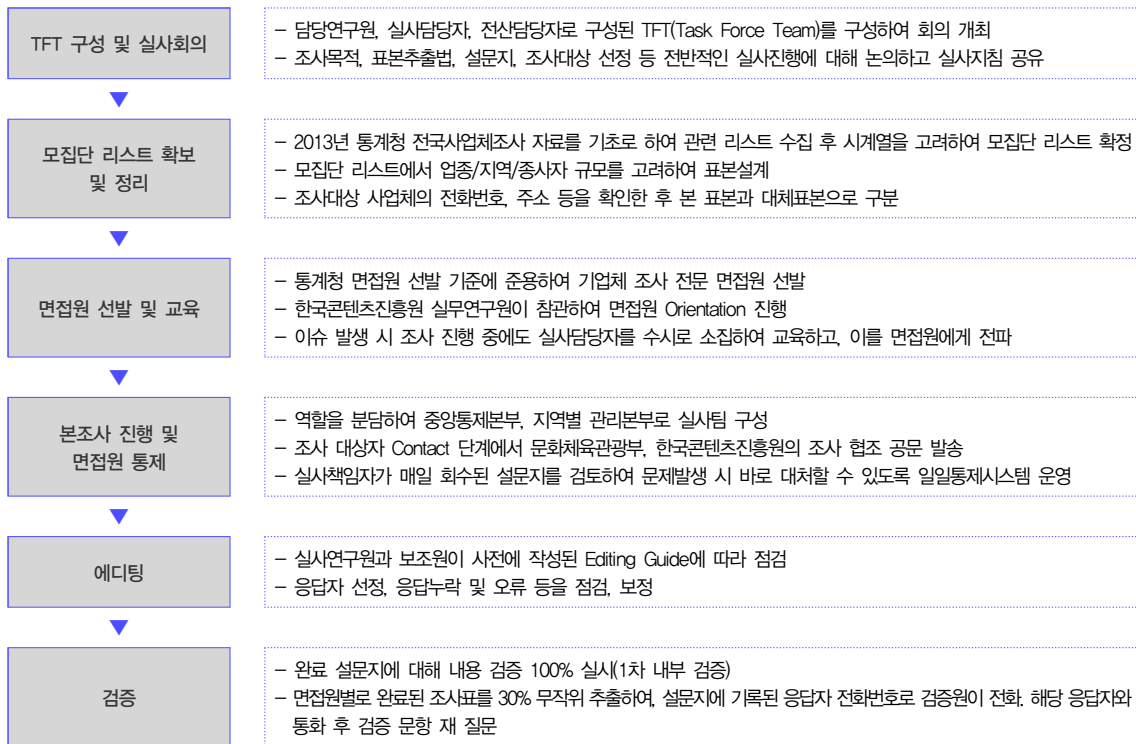 TFT 구성 및 실사회의
– 담당연구원, 실사담당자, 전산담당자로 구성된 TFT(Task Force Team)를 구성하여 회의 개최
– 조사목적, 표본추출법, 설문지, 조사대상 선정 등 전반적인 실사진행에 대해 논의하고 실사지침 공유
모집단 리스트 확보
및 정리
– 2013년 통계청 전국사업체조사 자료를 기초로 하여 관련 리스트 수집 후 시계열을 고려하여 모집단 리스트 확정
– 모집단 리스트에서 업종/지역/종사자 규모를 고려하여 표본설계
– 조사대상 사업체의 전화번호, 주소 등을 확인한 후 본 표본과 대체표본으로 구분
면접원 선발 및 교육
– 통계청 면접원 선발 기준에 준용하여 기업체 조사 전문 면접원 선발
– 한국콘텐츠진흥원 실무연구원이 참관하여 면접원 Orientation 진행
– 이슈 발생 시 조사 진행 중에도 실사담당자를 수시로 소집하여 교육하고, 이를 면접원에게 전파
본조사 진행 및
면접원 통제
– 역할을 분담하여 중앙통제본부, 지역별 관리본부로 실사팀 구성
– 조사 대상자 Contact 단계에서 문화체육관광부, 한국콘텐츠진흥원의 조사 협조 공문 발송
– 실사책임자가 매일 회수된 설문지를 검토하여 문제발생 시 바로 대처할 수 있도록 일일통제시스템 운영
에디팅
– 실사연구원과 보조원이 사전에 작성된 Editing Guide에 따라 점검
– 응답자 선정, 응답누락 및 오류 등을 점검, 보정
검증
– 완료 설문지에 대해 내용 검증 100% 실시(1차 내부 검증)
– 면접원별로 완료된 조사표를 30% 무작위 추출하여, 설문지에 기록된 응답자 전화번호로 검증원이 전화. 해당 응답자와
통화 후 검증 문항 재 질문